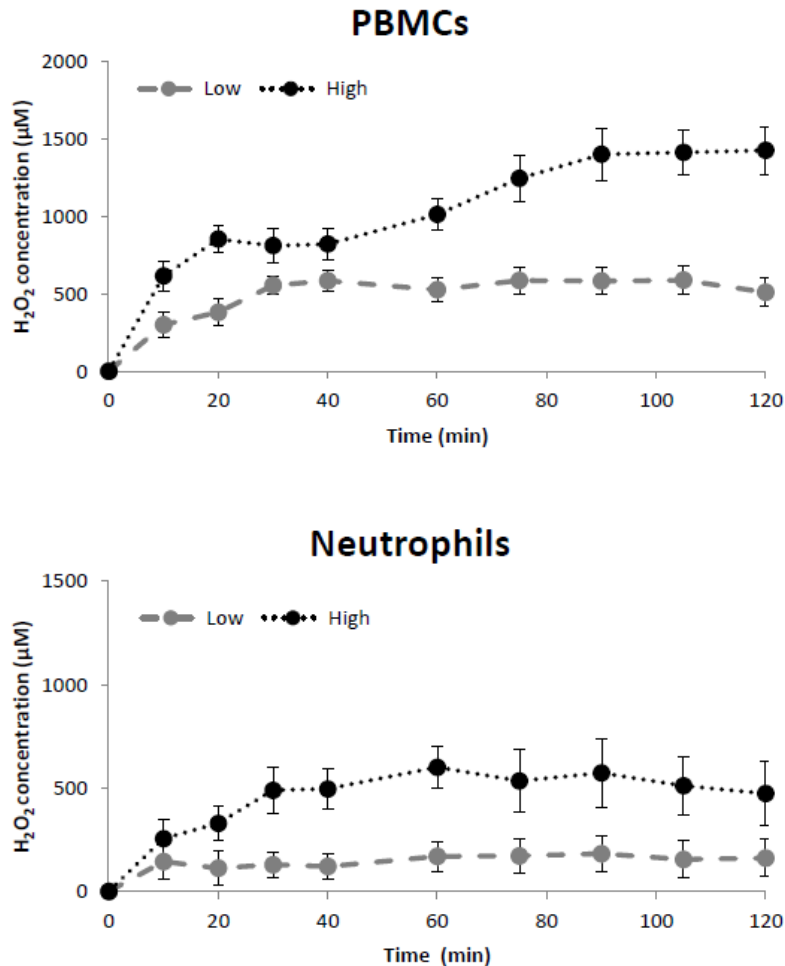 PBMCs
2000
1500
1000
500
0
H₂O₂ concentration (µM)
Low
High
0 20 40 60 80 100 120
Time (min)
Neutrophils
1500
1000
500
0
H₂O₂ concentration (µM)
Low
High
0 20 40 60 80 100 120
Time (min)